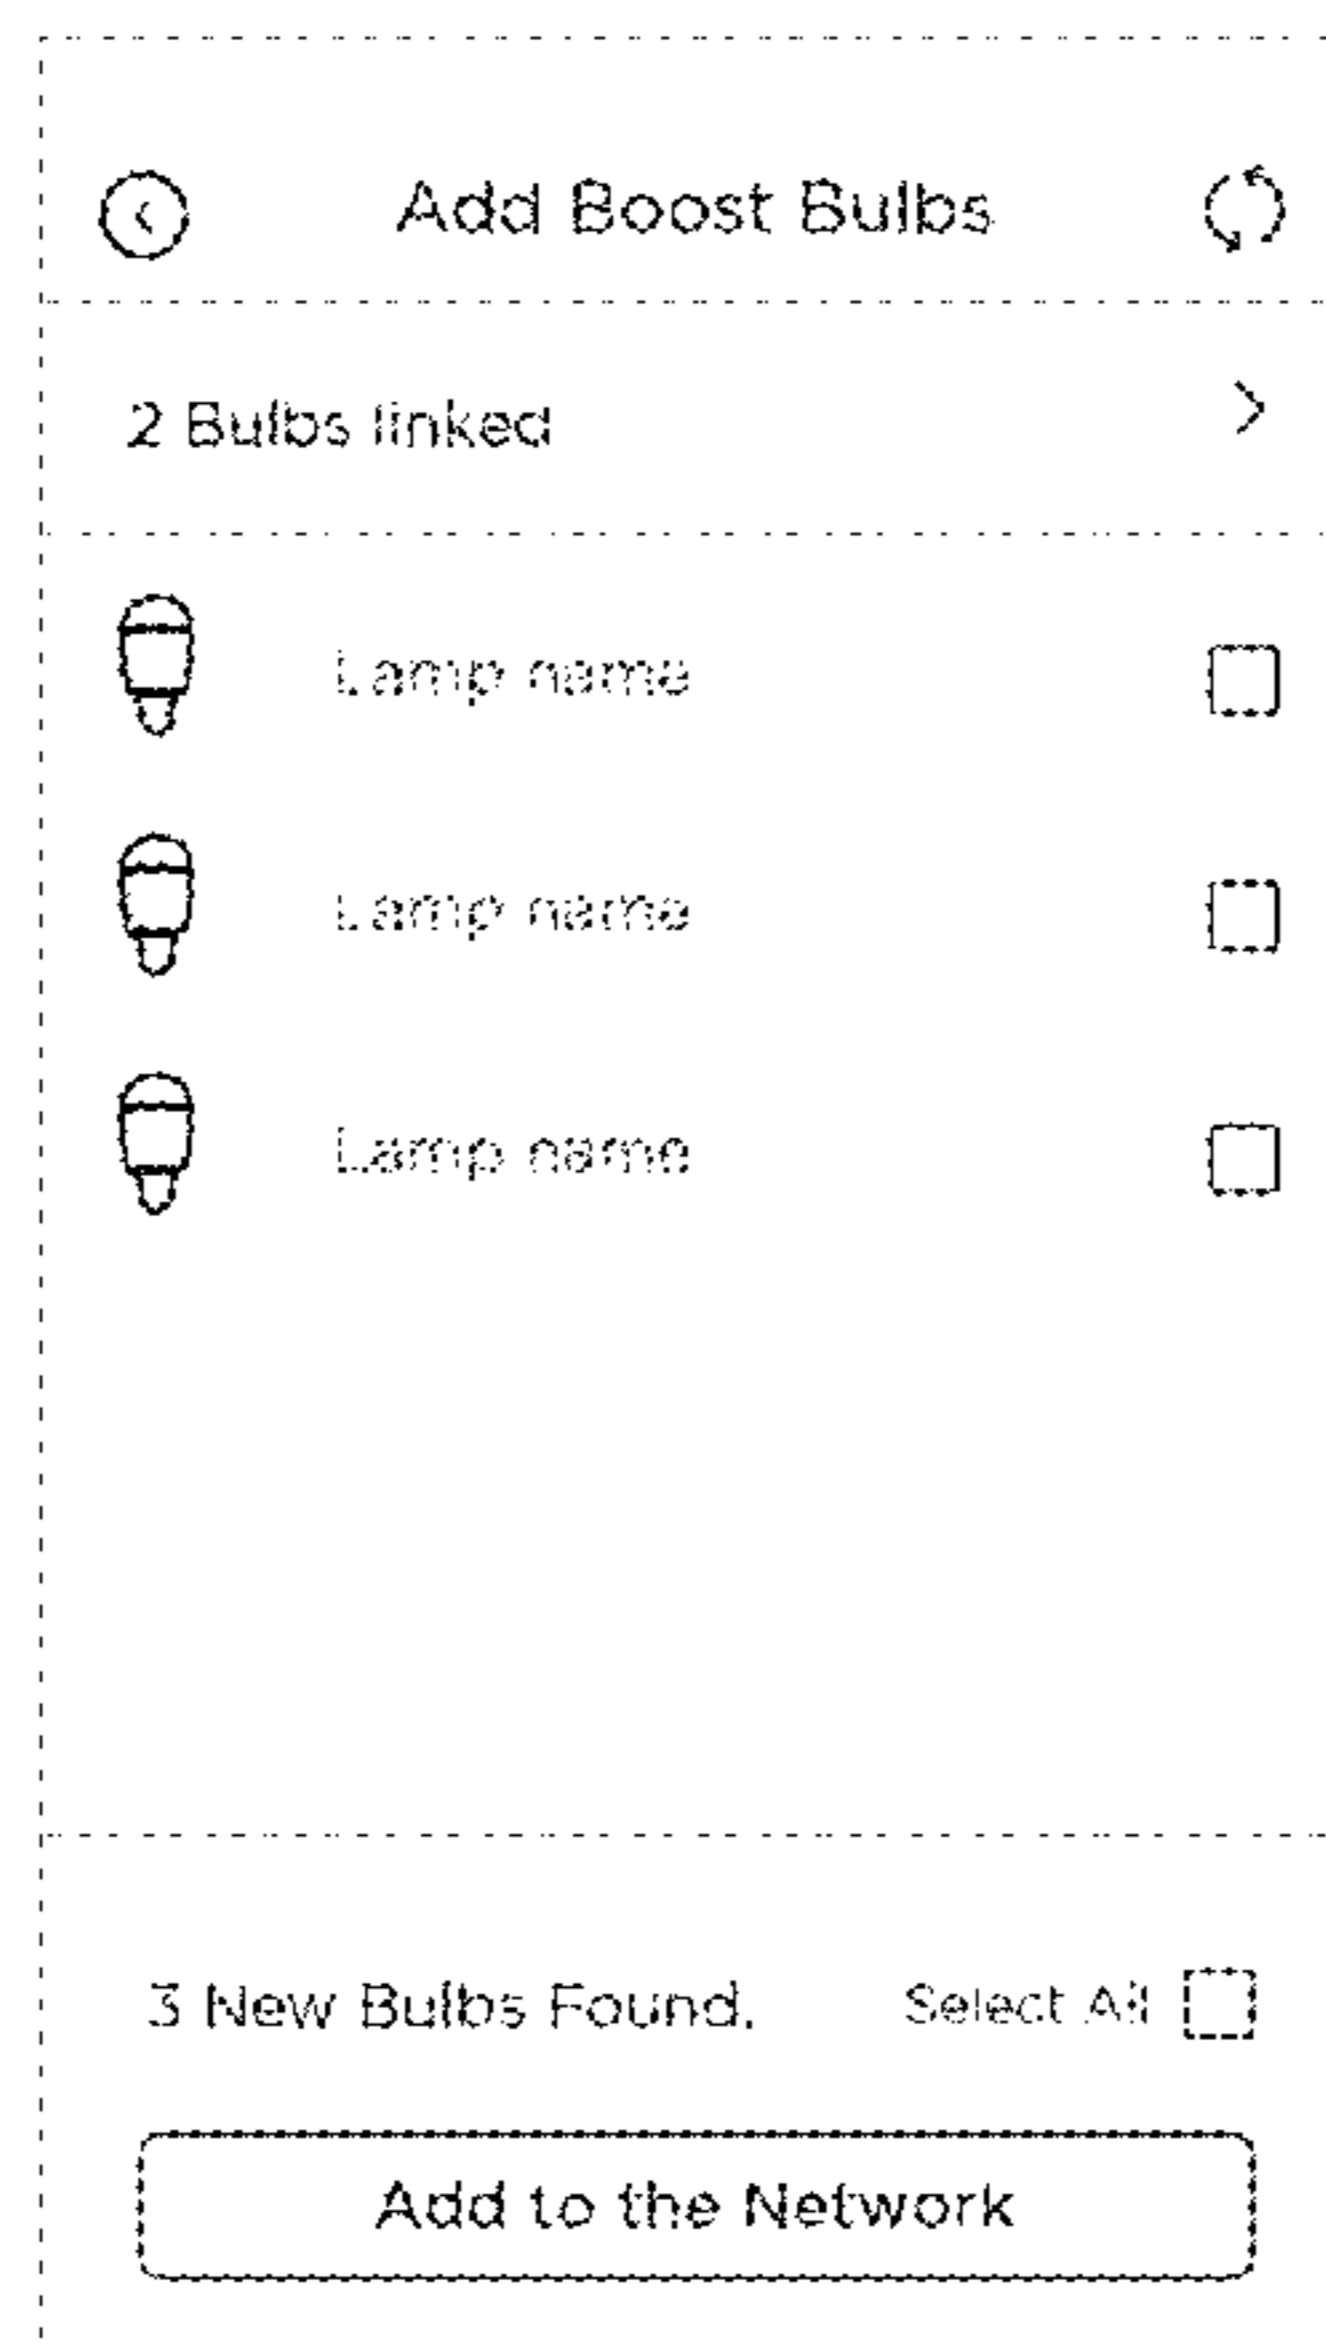 Add Boost Bulbs
2 Bulbs linked
Lamp name
Lamp name
Lamp name
3 New Bulbs Found.
Select All
Add to the Network